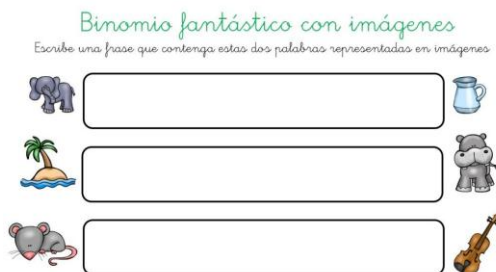 Binomio fantástico con imágenes
Escribe una frase que contenga estas dos palabras representadas en imágenes